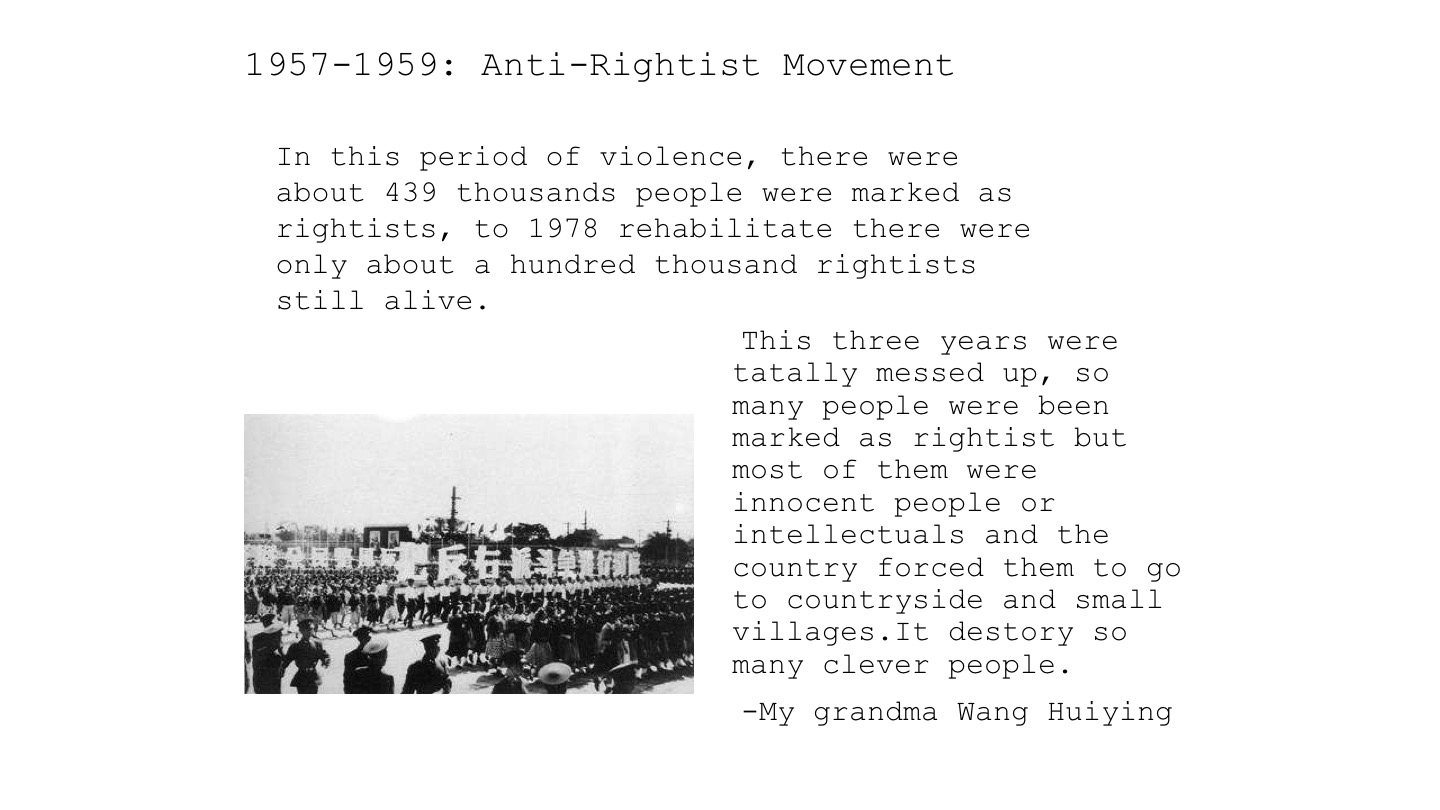 1957-1959: Anti-Rightist Movement
In this period of violence, there were
about 439 thousands people were marked as
rightists, to 1978 rehabilitate there were
only about a hundred thousand rightists
still alive.
This three years were
tatally messed up, so
many people were been
marked as rightist but
most of them were
innocent people or
intellectuals and the
country forced them to go
to countryside and small
villages.It destory so
many clever people.
-My grandma Wang Huiying
反右